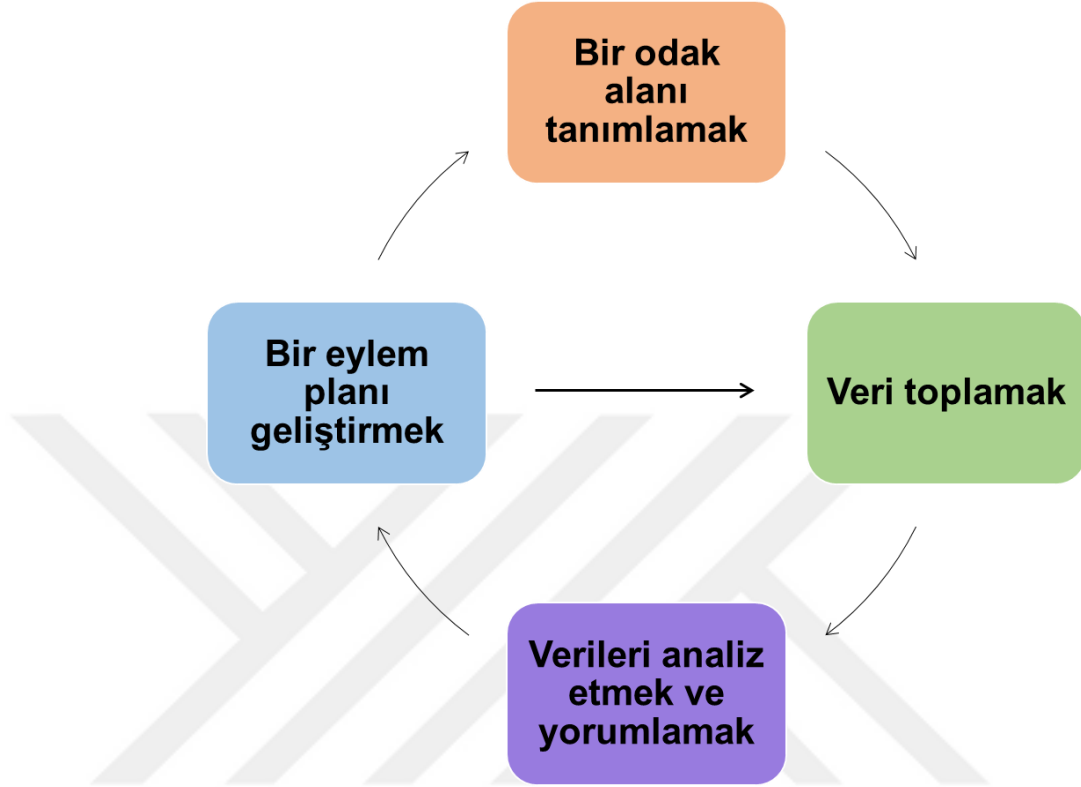 Bir odak
alanı
tanımlamak
Bir eylem
planı
geliştirmek
Veri toplamak
Verileri analiz
etmek ve
yorumlamak